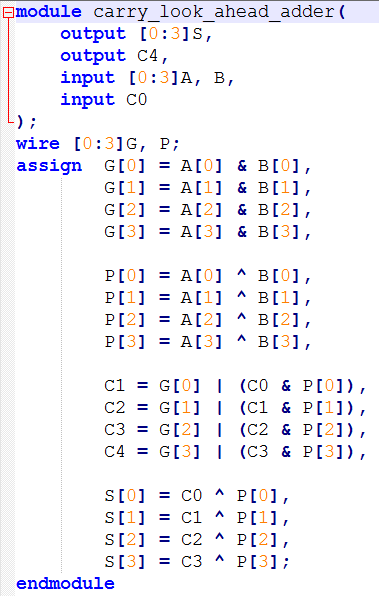 module carry_look_ahead_adder(
output [0:3]S,
output C4,
input [0:3]A, B,
input C0
);
wire [0:3]G, P;
assign G[0] = A[0] & B[0],
G[1] = A[1] & B[1],
G[2] = A[2] & B[2],
G[3] = A[3] & B[3],
P[0] = A[0] ^ B[0],
P[1] = A[1] ^ B[1],
P[2] = A[2] ^ B[2],
P[3] = A[3] ^ B[3],
C1 = G[0] | (C0 & P[0]),
C2 = G[1] | (C1 & P[1]),
C3 = G[2] | (C2 & P[2]),
C4 = G[3] | (C3 & P[3]),
S[0] = C0 ^ P[0],
S[1] = C1 ^ P[1],
S[2] = C2 ^ P[2],
S[3] = C3 ^ P[3];
endmodule